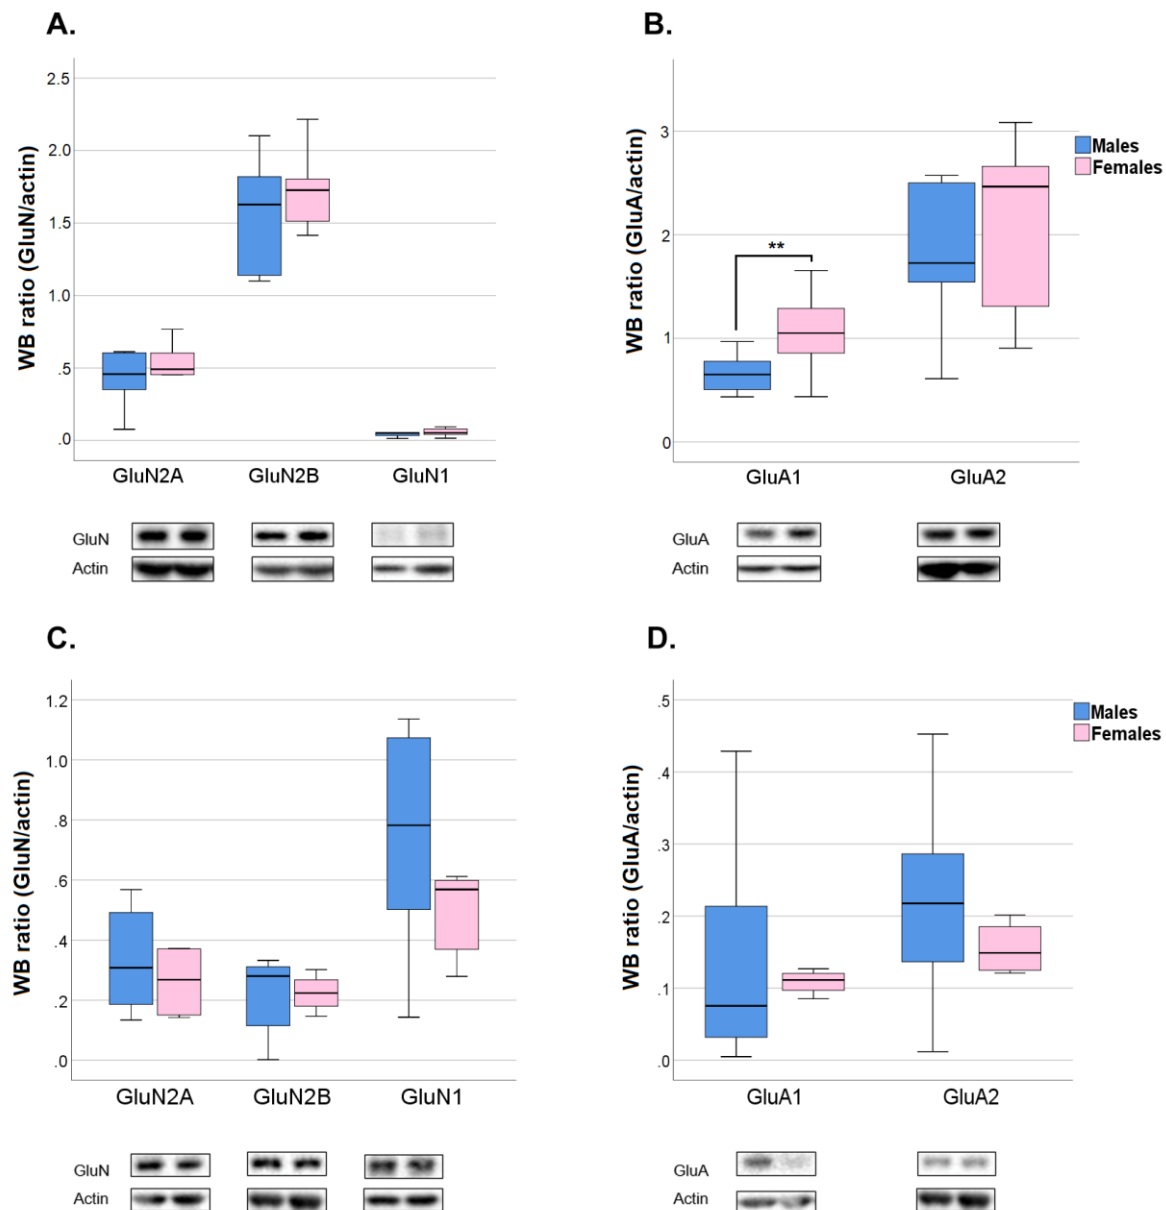 A.
WB ratio (GluN/actin)
2.5
2.0
1.5
1.0
.5
.0
GluN2A GluN2B GluN1
GluN
Actin
B.
WB ratio (GluA/actin)
3
2
1
0
**
Males
Females
GluA1 GluA2
GluA
Actin
C.
WB ratio (GluN/actin)
1.2
1.0
.8
.6
.4
.2
.0
GluN2A GluN2B GluN1
GluN
Actin
D.
WB ratio (GluA/actin)
.5
.4
.3
.2
.1
.0
Males
Females
GluA1 GluA2
GluA
Actin